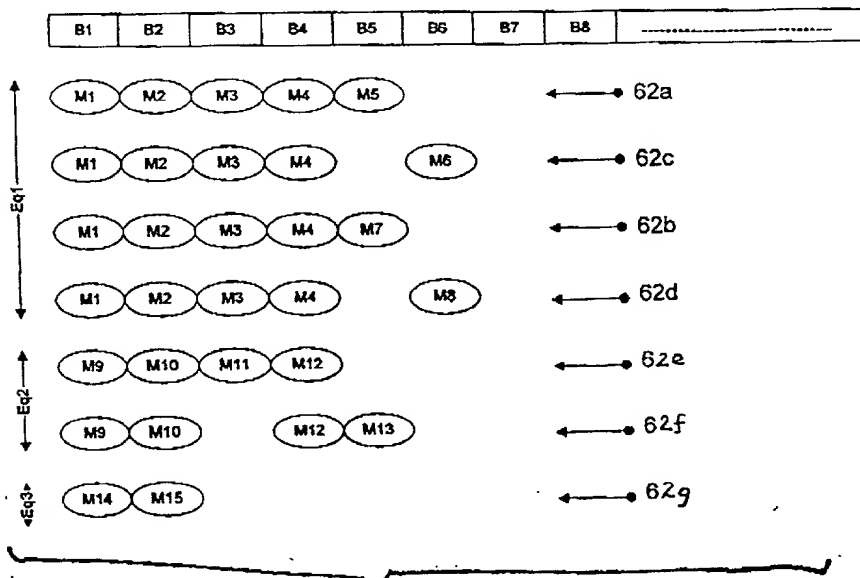 B1 B2 B3 B4 B5 B6 B7 B8
M1 M2 M3 M4 M5 62a
M1 M2 M3 M4 M6 62c
Eq1
M1 M2 M3 M4 M7 62b
M1 M2 M3 M4 M8 62d
M9 M10 M11 M12 62e
Eq2
M9 M10 M12 M13 62f
Eq3 M14 M15 62g